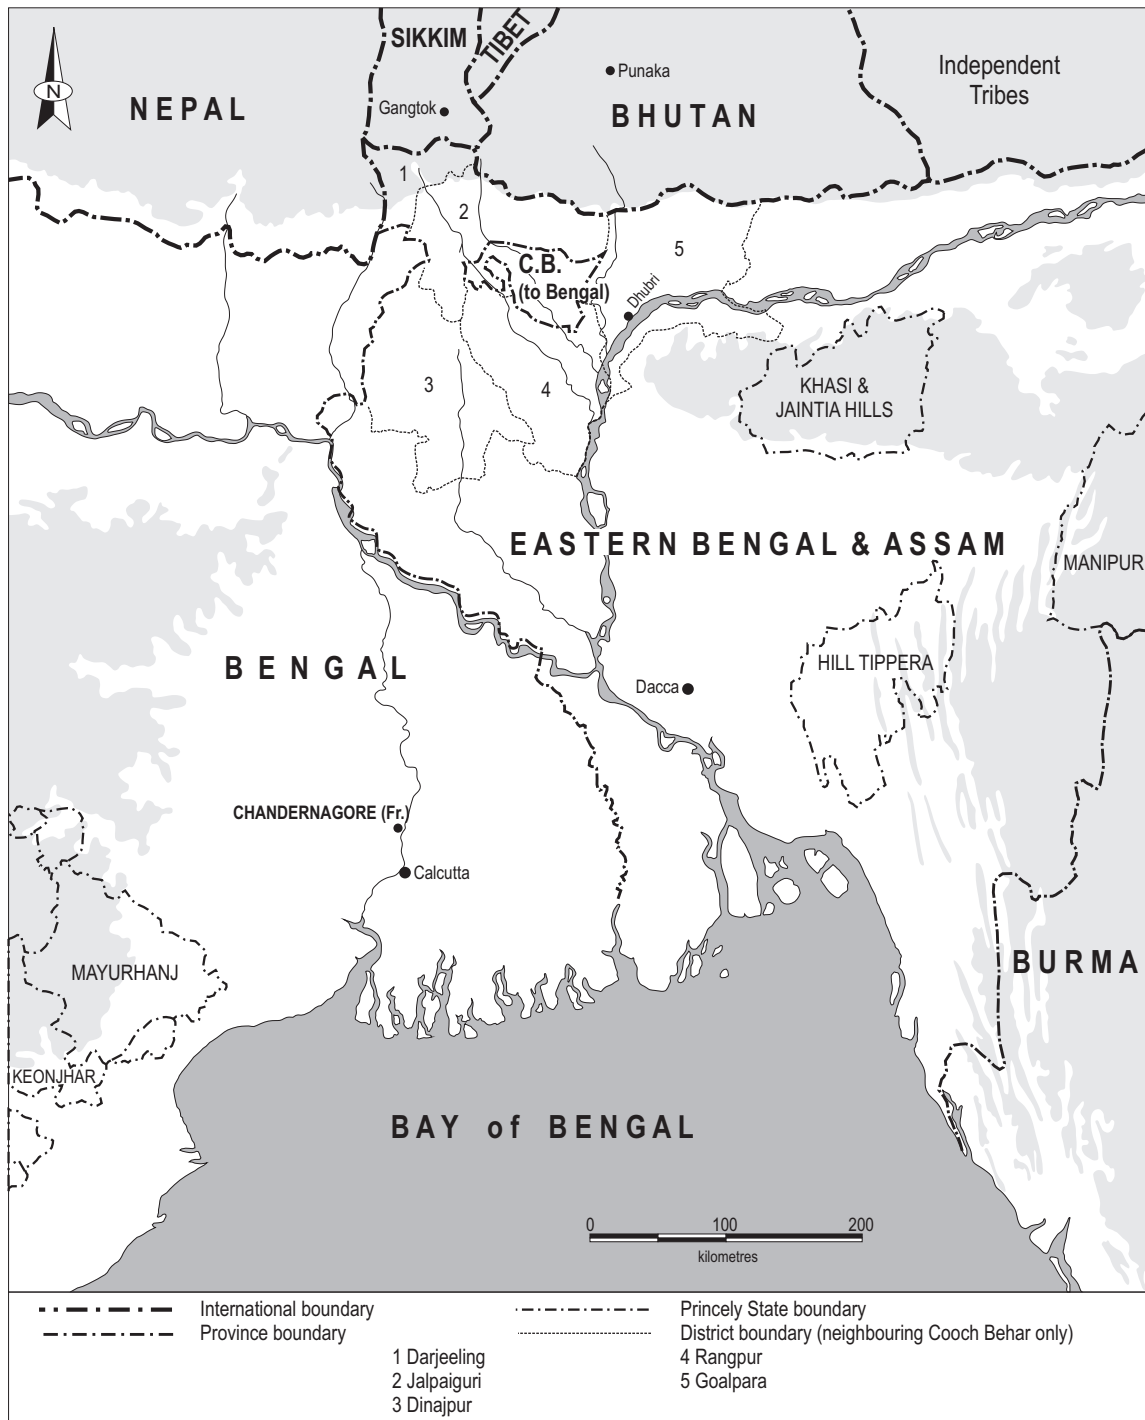 SIKKIM
TIBET
Punaka
Independent
Tribes
N
NEPAL
Gangtok
BHUTAN
1
2
5
C.B.
(to Bengal)
Dhubri
3
4
KHASI &
JAINTIA HILLS
EASTERN BENGAL & ASSAM
MANIPUR
BENGAL
HILL TIPPERA
Dacca
CHANDERNAGORE (Fr.)
Calcutta
MAYURHANJ
BURMA
KEONJHAR
BAY of BENGAL
0 100 200
kilometres
International boundary
Province boundary
Princely State boundary
District boundary (neighbouring Cooch Behar only)
1 Darjeeling
2 Jalpaiguri
3 Dinajpur
4 Rangpur
5 Goalpara